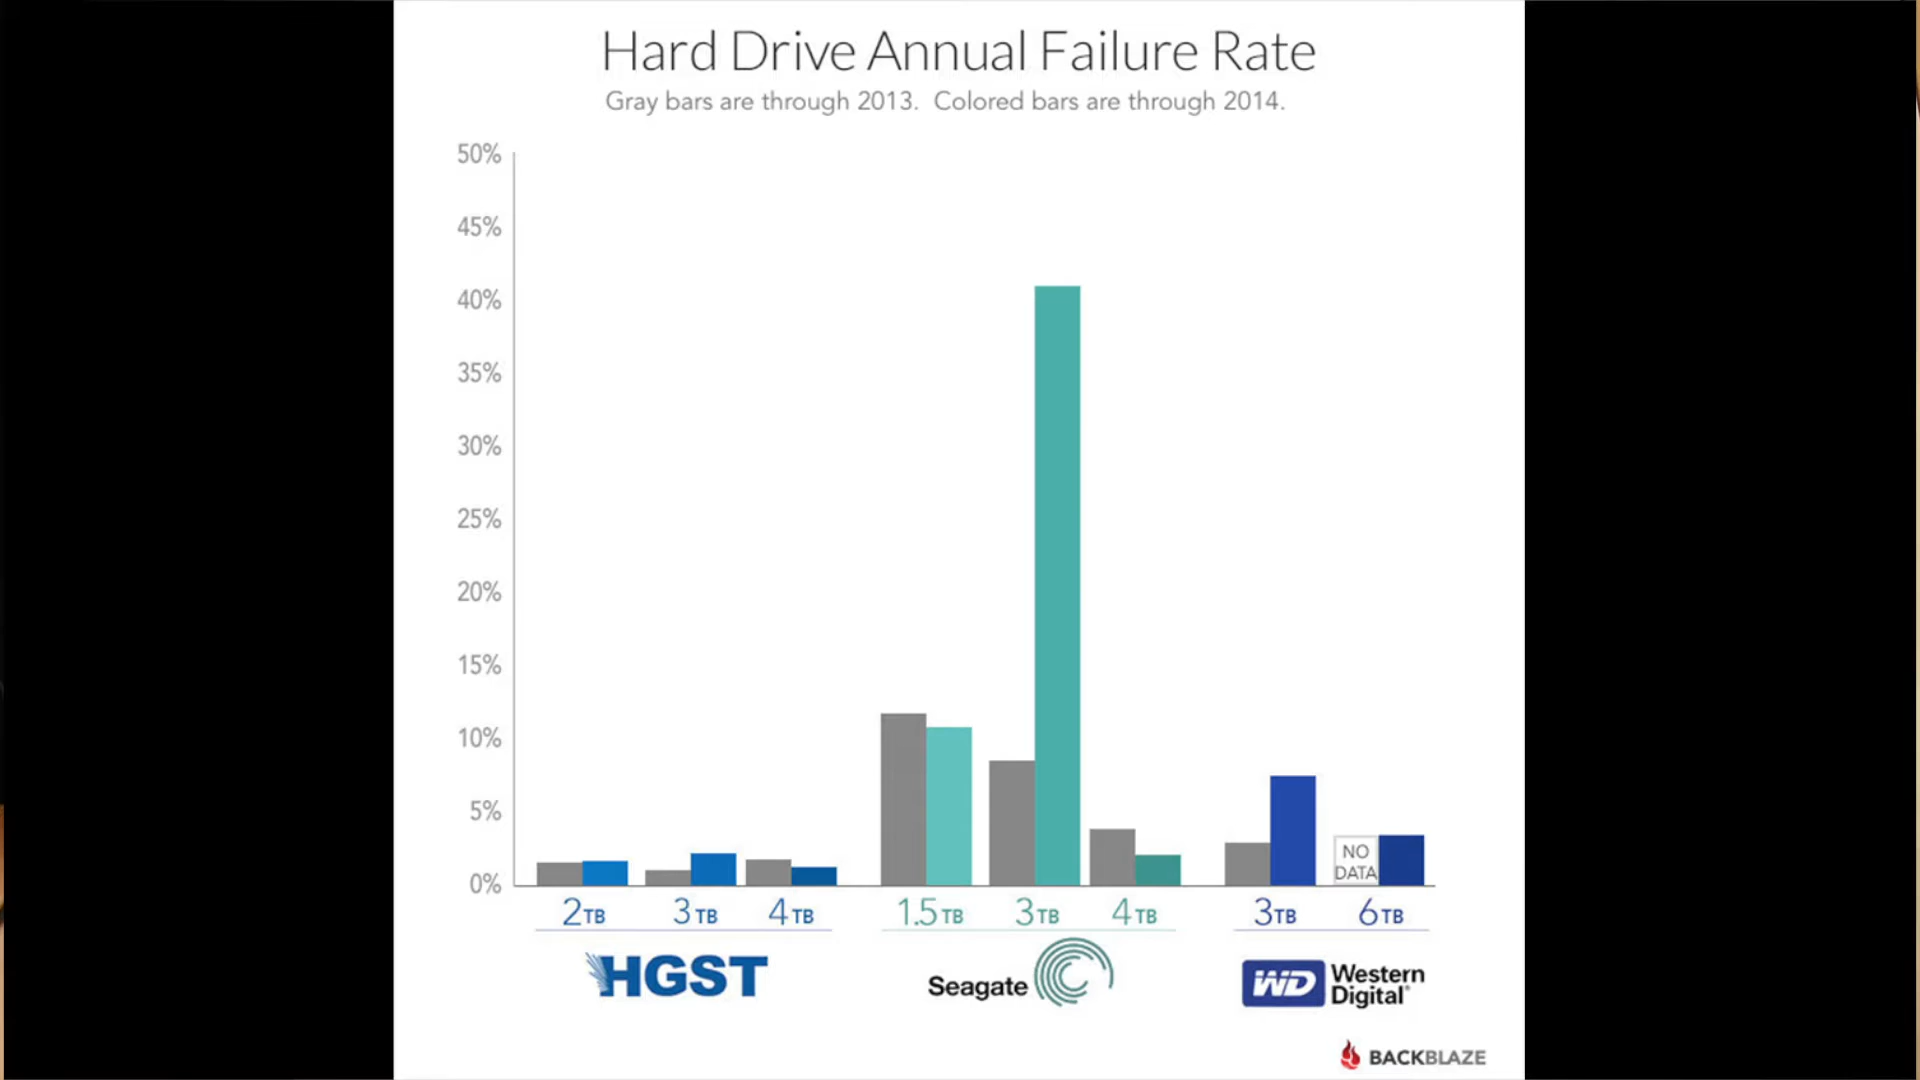 Hard Drive Annual Failure Rate
Gray bars are through 2013. Colored bars are through 2014.
50%
45%
40%
35%
30%
25%
20%
15%
10%
5%
0%
NO
DATA
2TB 3TB 4TB 1.5TB 3TB 4TB 3TB 6TB
HGST
Seagate
WD Western
Digital®
BACKBLAZE